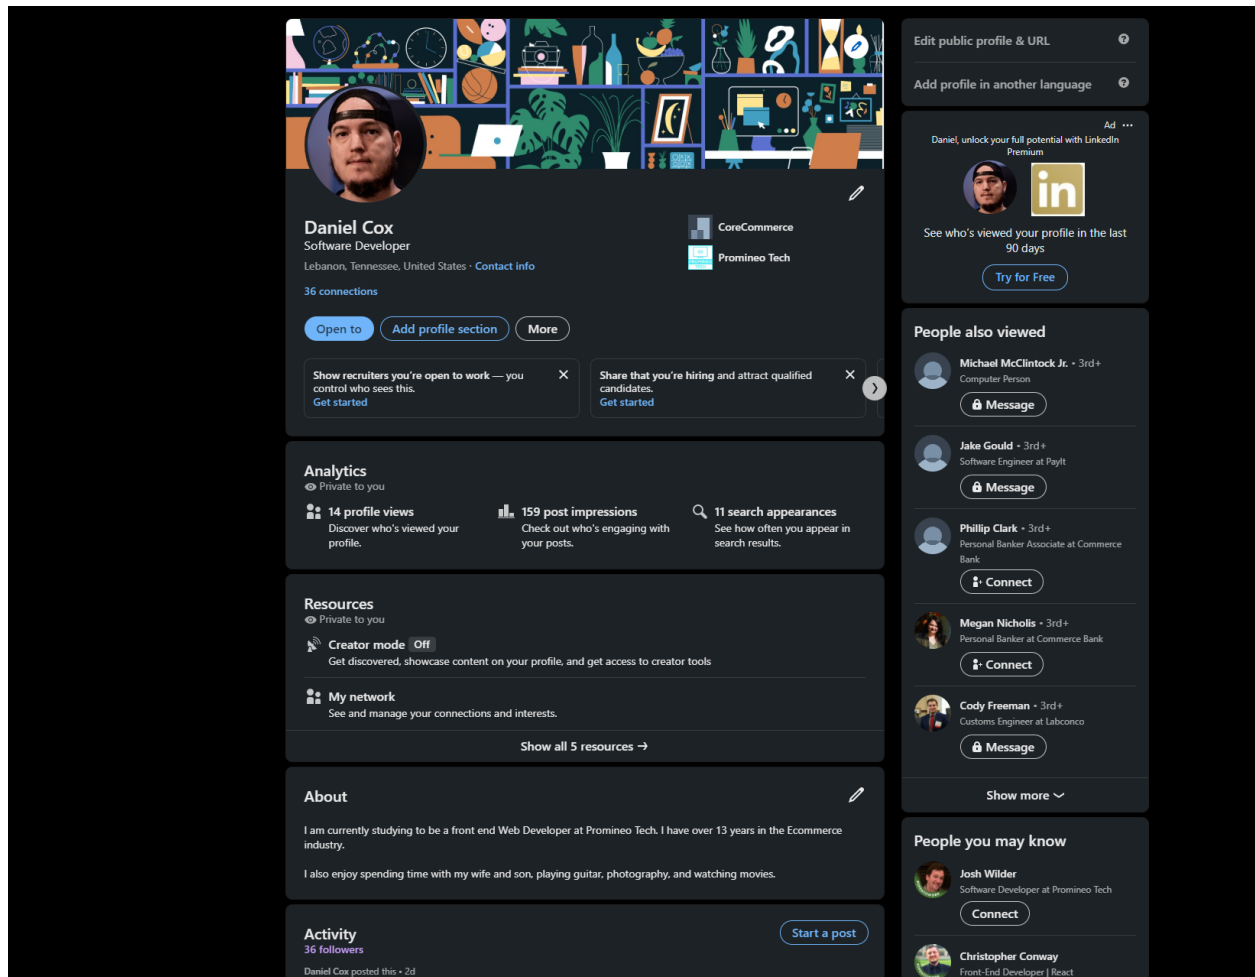 Daniel Cox
Software Developer
Lebanon, Tennessee, United States · Contact info
36 connections
CoreCommerce
Promineo Tech
Open to
Add profile section
More
Show recruiters you're open to work — you
control who sees this.
Get started
Share that you're hiring and attract qualified
candidates.
Get started
Analytics
Private to you
14 profile views
Discover who's viewed your
profile.
159 post impressions
Check out who's engaging with
your posts.
11 search appearances
See how often you appear in
search results.
Resources
Private to you
Creator mode Off
Get discovered, showcase content on your profile, and get access to creator tools
My network
See and manage your connections and interests.
Show all 5 resources →
About
I am currently studying to be a front end Web Developer at Promineo Tech. I have over 13 years in the Ecommerce
industry.
I also enjoy spending time with my wife and son, playing guitar, photography, and watching movies.
Activity
36 followers
Start a post
Daniel Cox posted this • 2d
Edit public profile & URL
Add profile in another language
Ad
Daniel, unlock your full potential with LinkedIn
Premium
in
See who's viewed your profile in the last
90 days
Try for Free
People also viewed
Michael McClintock Jr. • 3rd+
Computer Person
Message
Jake Gould • 3rd+
Software Engineer at PayIt
Message
Phillip Clark • 3rd+
Personal Banker Associate at Commerce
Bank
Connect
Megan Nicholis • 3rd+
Personal Banker at Commerce Bank
Connect
Cody Freeman • 3rd+
Customs Engineer at Labconco
Message
Show more
People you may know
Josh Wilder
Software Developer at Promineo Tech
Connect
Christopher Conway
Front-End Developer | React